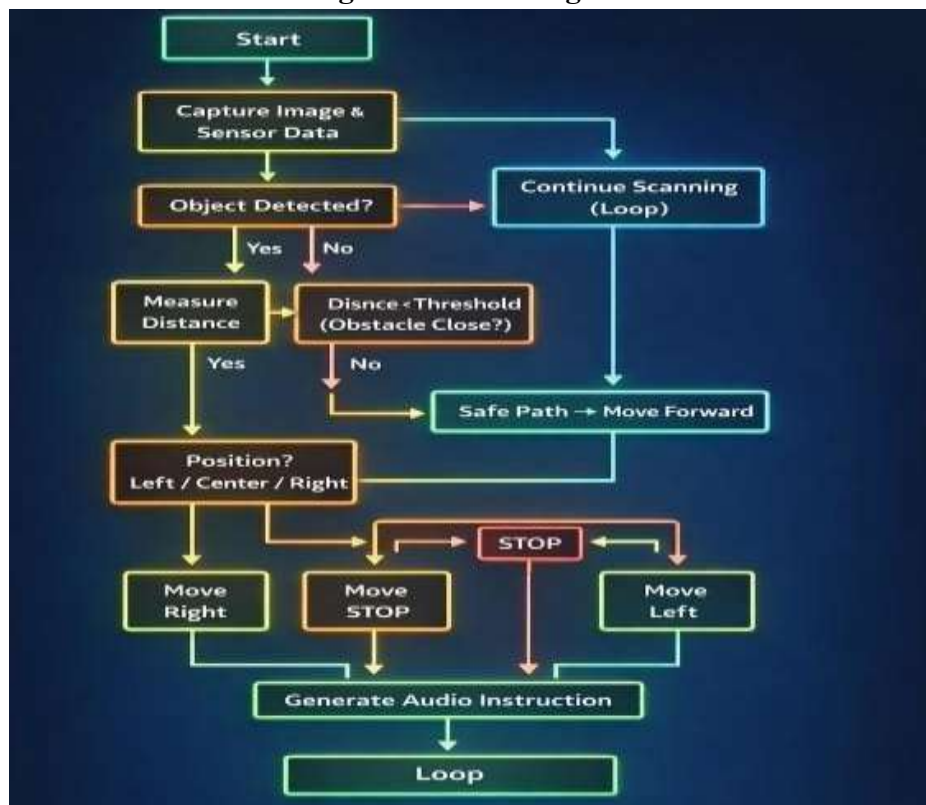 Start
Capture Image &
Sensor Data
Continue Scanning
(Loop)
Object Detected?
Yes
No
Measure
Distance
Disnce < Threshold
(Obstacle Close?)
Yes
No
Safe Path → Move Forward
Position?
Left / Center / Right
STOP
Move
Right
Move
STOP
Move
Left
Generate Audio Instruction
Loop